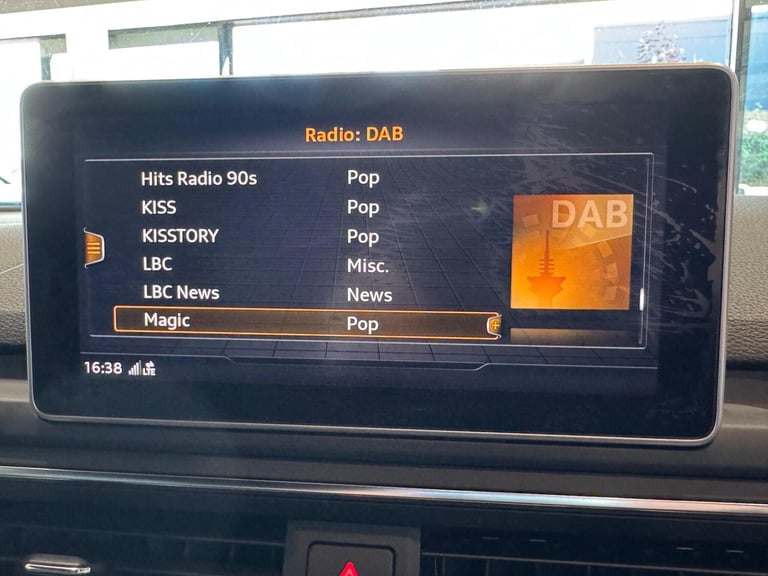 Radio: DAB
Hits Radio 90s Pop
KISS Pop
KISSTORY Pop
LBC Misc.
LBC News News
Magic Pop
DAB
16:38 LTE